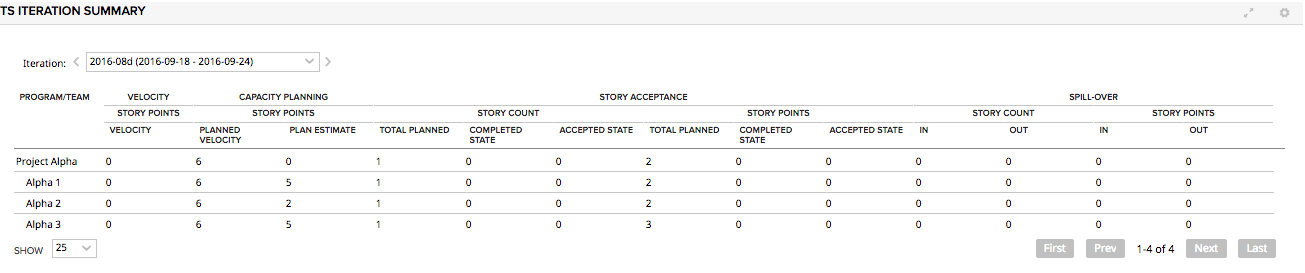 TS ITERATION SUMMARY
Iteration: 2016-08d (2016-09-18 - 2016-09-24)
PROGRAM/TEAM VELOCITY CAPACITY PLANNING STORY ACCEPTANCE SPILL-OVER
STORY POINTS STORY POINTS STORY COUNT STORY POINTS STORY COUNT STORY POINTS
VELOCITY PLANNED VELOCITY PLAN ESTIMATE TOTAL PLANNED COMPLETED STATE ACCEPTED STATE TOTAL PLANNED COMPLETED STATE ACCEPTED STATE IN OUT IN OUT
Project Alpha 0 6 0 1 0 0 2 0 0 0 0 0 0
Alpha 1 0 6 5 1 0 0 2 0 0 0 0 0 0
Alpha 2 0 6 2 1 0 0 2 0 0 0 0 0 0
Alpha 3 0 6 5 1 0 0 3 0 0 0 0 0 0
SHOW 25 First Prev 1-4 of 4 Next Last